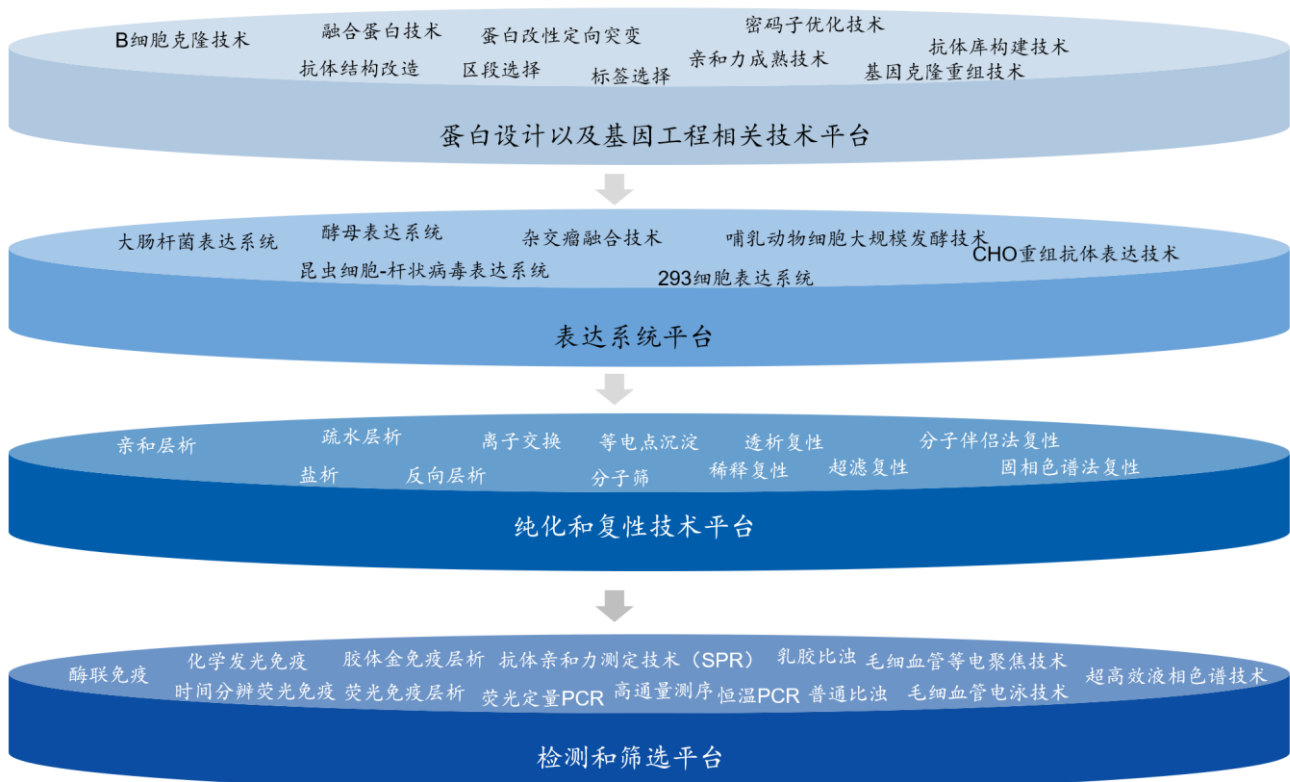 B细胞克隆技术 融合蛋白技术 蛋白改性定向突变 密码子优化技术 抗体库构建技术
抗体结构改造 区段选择 标签选择 亲和力成熟技术 基因克隆重组技术
蛋白设计以及基因工程相关技术平台
大肠杆菌表达系统 酵母表达系统 杂交瘤融合技术 哺乳动物细胞大规模发酵技术 CHO重组抗体表达技术
昆虫细胞-杆状病毒表达系统 293细胞表达系统
表达系统平台
亲和层析 疏水层析 离子交换 等电点沉淀 透析复性 分子伴侣法复性
盐析 反向层析 分子筛 稀释复性 超滤复性 固相色谱法复性
纯化和复性技术平台
酶联免疫 化学发光免疫 胶体金免疫层析 抗体亲和力测定技术（SPR） 乳胶比浊 毛细血管等电聚焦技术 超高效液相色谱技术
时间分辨荧光免疫 荧光免疫层析 荧光定量PCR 高通量测序 恒温PCR 普通比浊 毛细血管电泳技术
检测和筛选平台